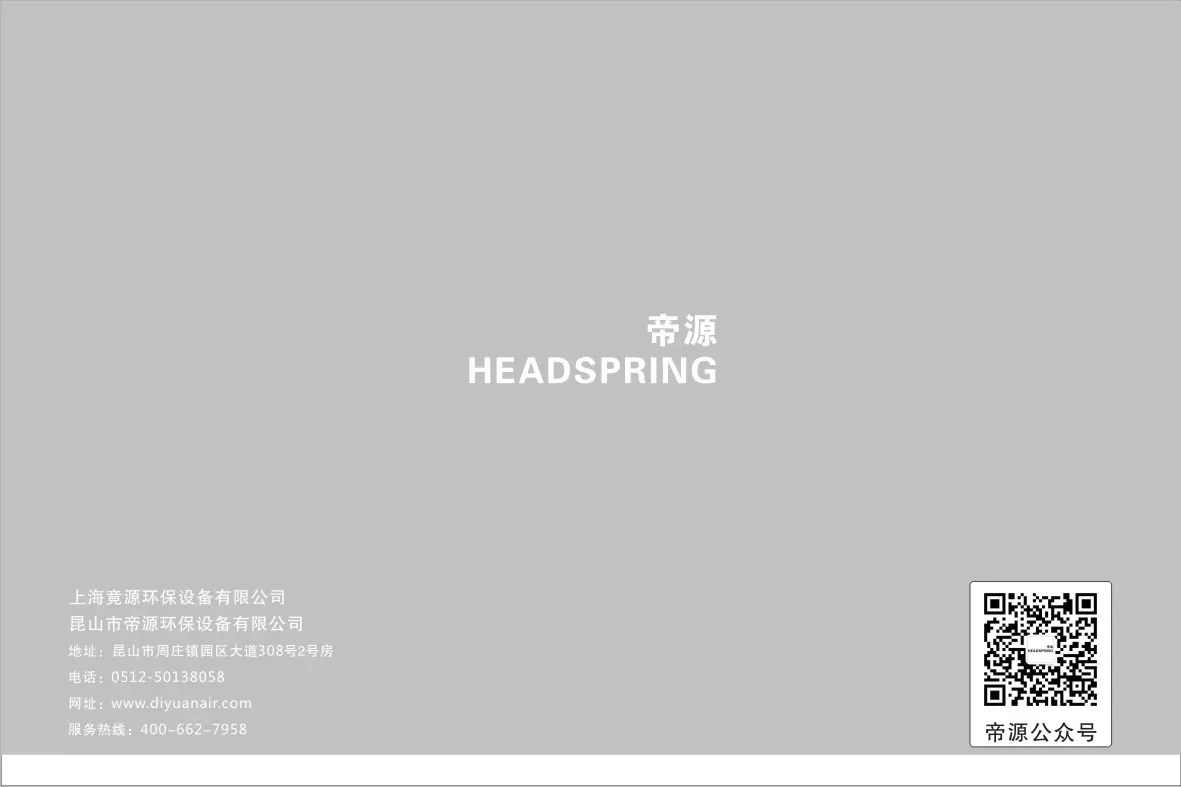 帝源
HEADSPRING
上海竟源环保设备有限公司
昆山市帝源环保设备有限公司
地址：昆山市周庄镇园区大道308号2号房
电话：0512-50138058
网址：www.diyuanair.com
服务热线：400-662-7958
帝源
HEADSPRING
帝源公众号